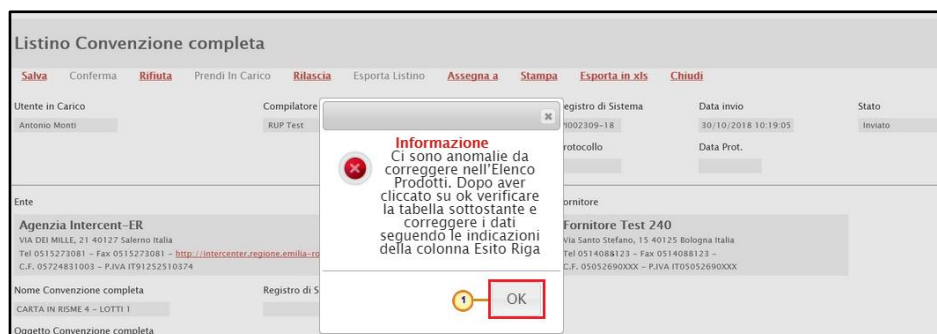 Listino Convenzione completa
Salva Conferma Rifiuta Prendi In Carico Rilascia Esporta Listino Assegna a Stampa Esporta in xls Chiudi
Utente in Carico Compilatore egistro di Sistema Data invio Stato
Antonio Monti RUP Test PI002309-18 30/10/2018 10:19:05 Inviato
rotocollo Data Prot.
Informazione
Ci sono anomalie da
correggere nell'Elenco
Prodotti. Dopo aver
cliccato su ok verificare
la tabella sottostante e
correggere i dati
seguendo le indicazioni
della colonna Esito Riga
1 OK
Ente ornitore
Agenzia Intercent-ER Fornitore Test 240
VIA DEI MILLE, 21 40127 Salerno Italia Via Santo Stefano, 15 40125 Bologna Italia
Tel 0515273081 - Fax 0515273081 - http://intercenter.regione.emilia-ro Tel 0514088123 - Fax 0514088123 -
C.F. 05724831003 - P.IVA IT91252510374 C.F. 05052690XXX - P.IVA IT05052690XXX
Nome Convenzione completa Registro di S
CARTA IN RISME 4 - LOTTI 1
Oggetto Convenzione completa